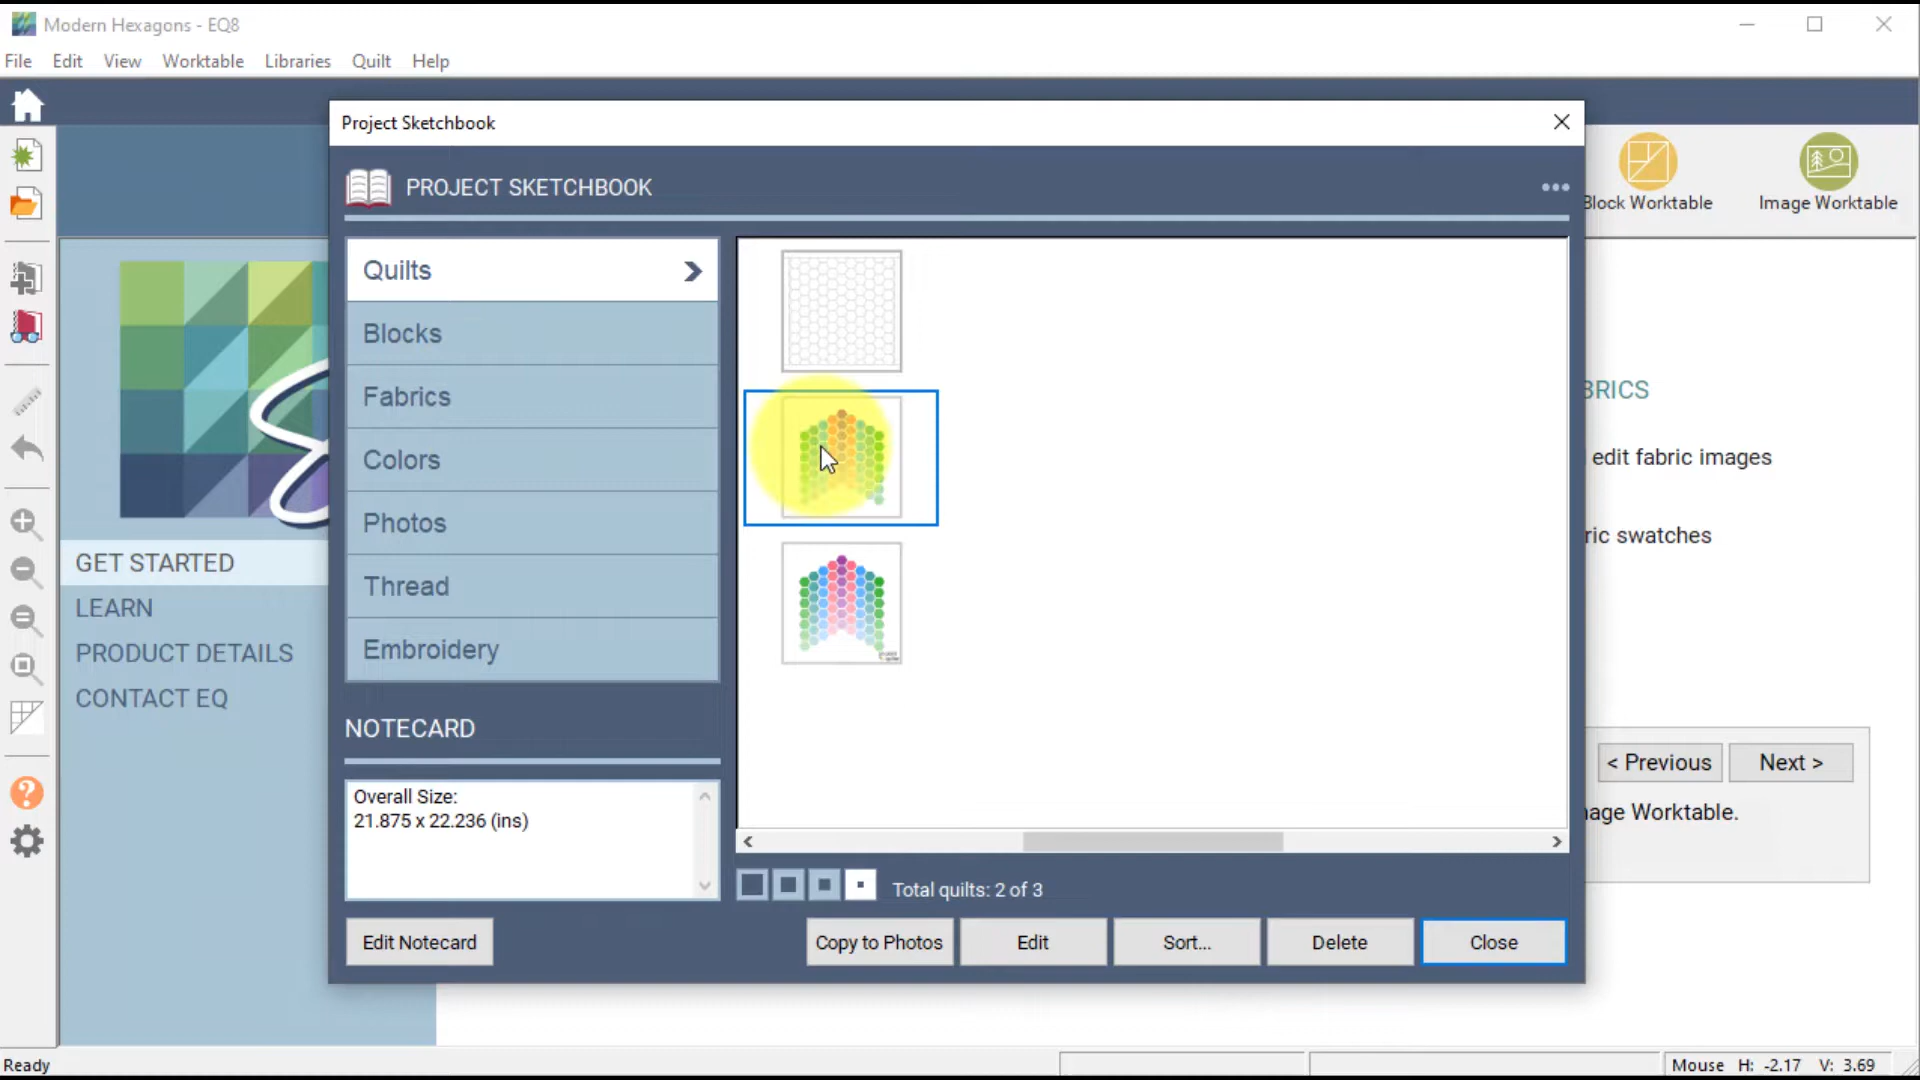 Modern Hexagons - EQ8
File Edit View Worktable Libraries Quilt Help
Project Sketchbook
PROJECT SKETCHBOOK
Block Worktable
Image Worktable
Quilts
Blocks
Fabrics
Colors
Photos
Thread
Embroidery
NOTECARD
Overall Size:
21.875 x 22.236 (ins)
Edit Notecard
Total quilts: 2 of 3
Copy to Photos
Edit
Sort...
Delete
Close
GET STARTED
LEARN
PRODUCT DETAILS
CONTACT EQ
BRICS
edit fabric images
ric swatches
< Previous
Next >
age Worktable.
Ready
Mouse H: -2.17 V: 3.69